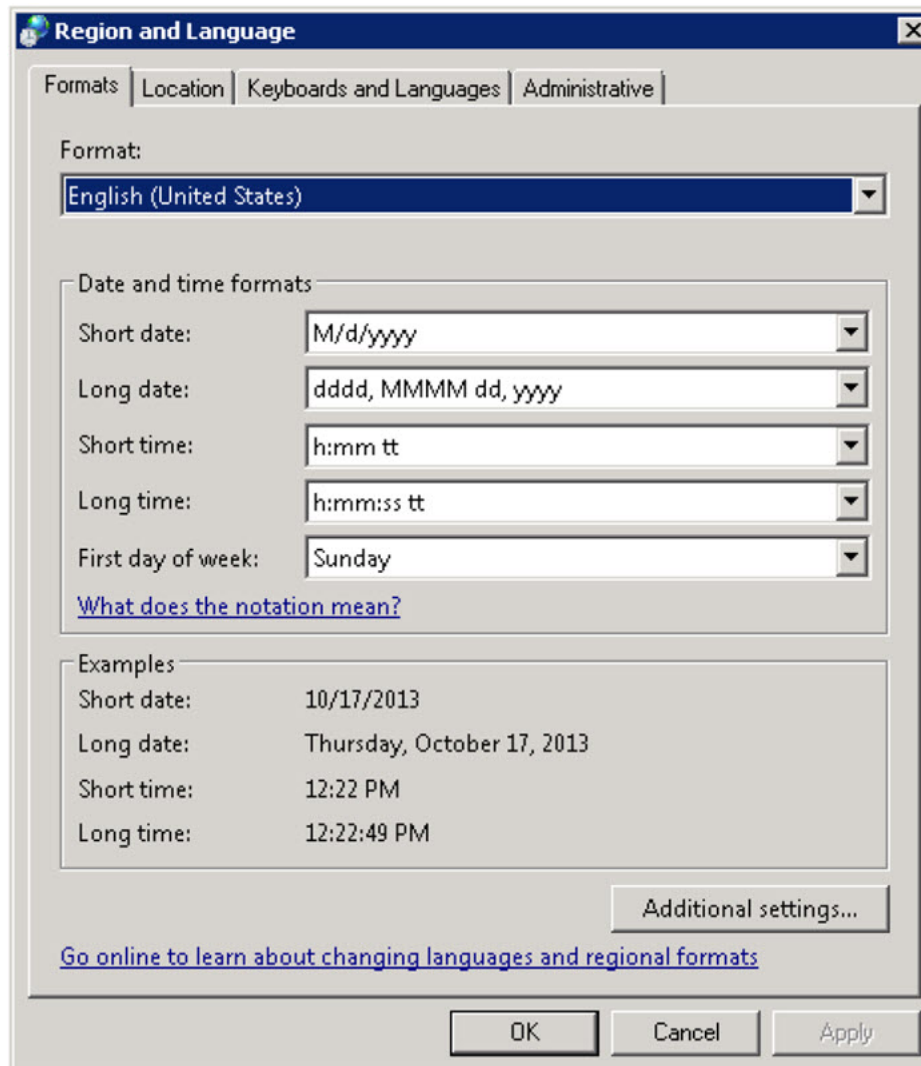 Region and Language
Formats Location Keyboards and Languages Administrative
Format:
English (United States)
Date and time formats
Short date: M/d/yyyy
Long date: dddd, MMMM dd, yyyy
Short time: h:mm tt
Long time: h:mm:ss tt
First day of week: Sunday
What does the notation mean?
Examples
Short date: 10/17/2013
Long date: Thursday, October 17, 2013
Short time: 12:22 PM
Long time: 12:22:49 PM
Additional settings...
Go online to learn about changing languages and regional formats
OK Cancel Apply